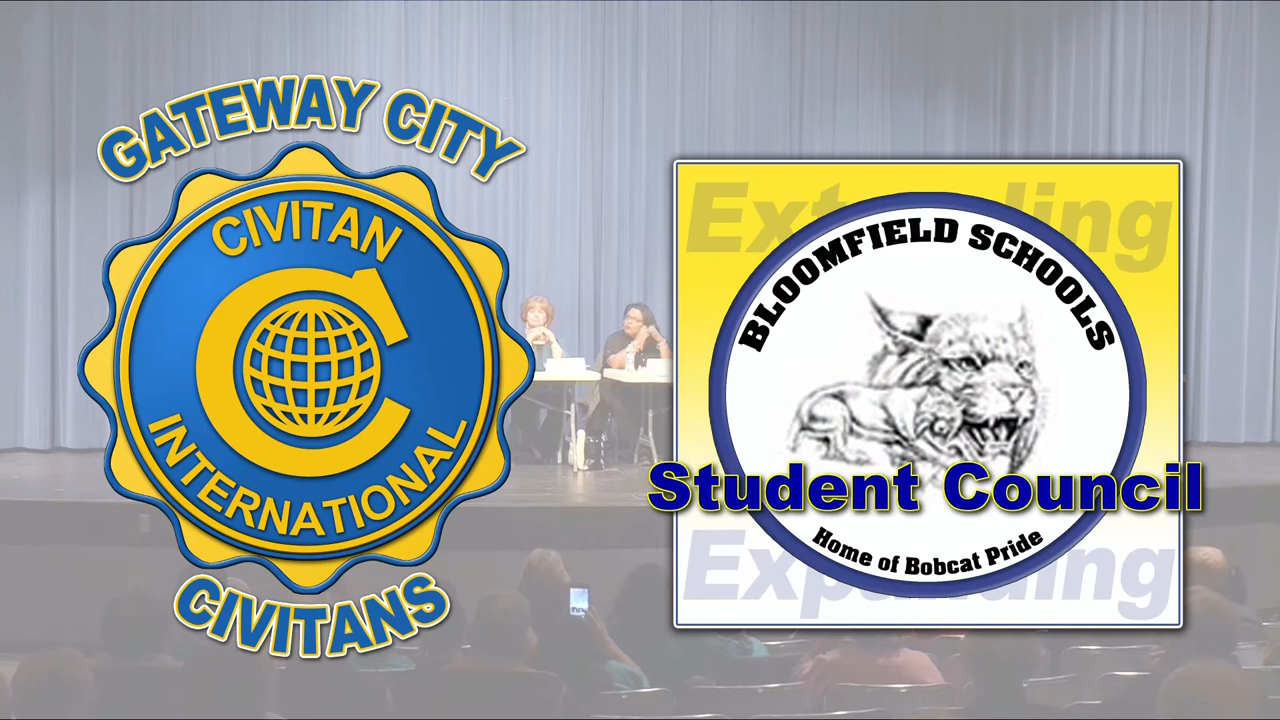 GATEWAY CITY
CIVITAN
INTERNATIONAL
CIVITANS
BLOOMFIELD SCHOOLS
Student Council
Home of Bobcat Pride